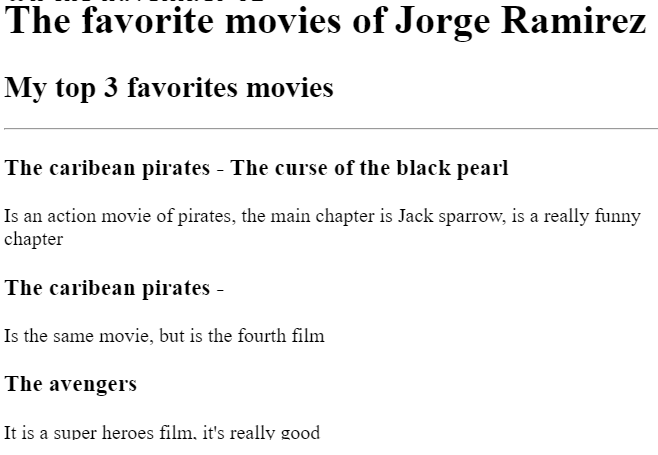 The favorite movies of Jorge Ramirez
My top 3 favorites movies
The caribean pirates - The curse of the black pearl
Is an action movie of pirates, the main chapter is Jack sparrow, is a really funny
chapter
The caribean pirates -
Is the same movie, but is the fourth film
The avengers
It is a super heroes film, it's really good